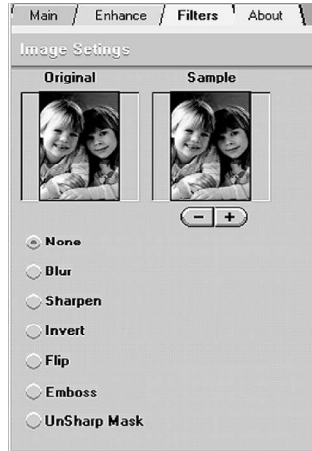 Main / Enhance / Filters About
Image Setings
Original Sample
- +
None
Blur
Sharpen
Invert
Flip
Emboss
UnSharp Mask